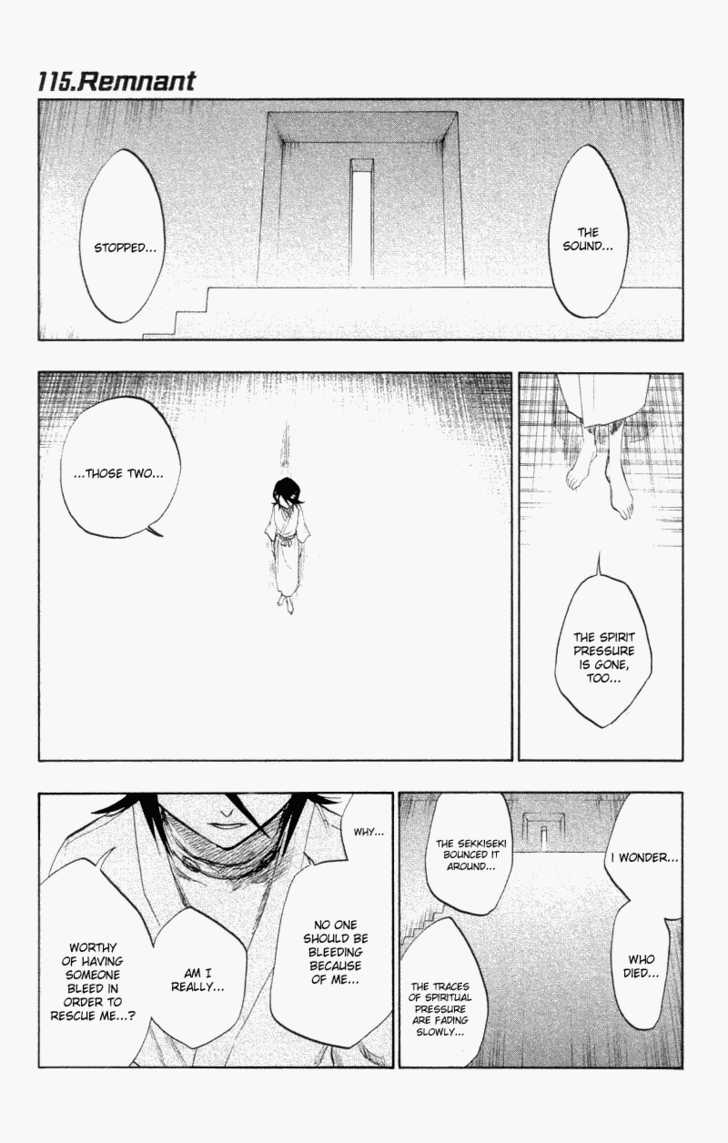 115.Remnant
THE
SOUND...
STOPPED...
THE SPIRIT
PRESSURE
IS GONE,
TOO...
...THOSE TWO...
I WONDER...
WHO
DIED...
THE SEKKISEKI
BOUNCED IT
AROUND...
THE TRACES
OF SPIRITUAL
PRESSURE
ARE FADING
SLOWLY...
WHY...
NO ONE
SHOULD BE
BLEEDING
BECAUSE
OF ME...
AM I
REALLY...
WORTHY
OF HAVING
SOMEONE
BLEED IN
ORDER TO
RESCUE ME...?